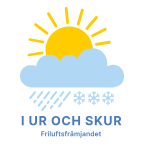 I UR OCH SKUR
Friluftsfrämjandet